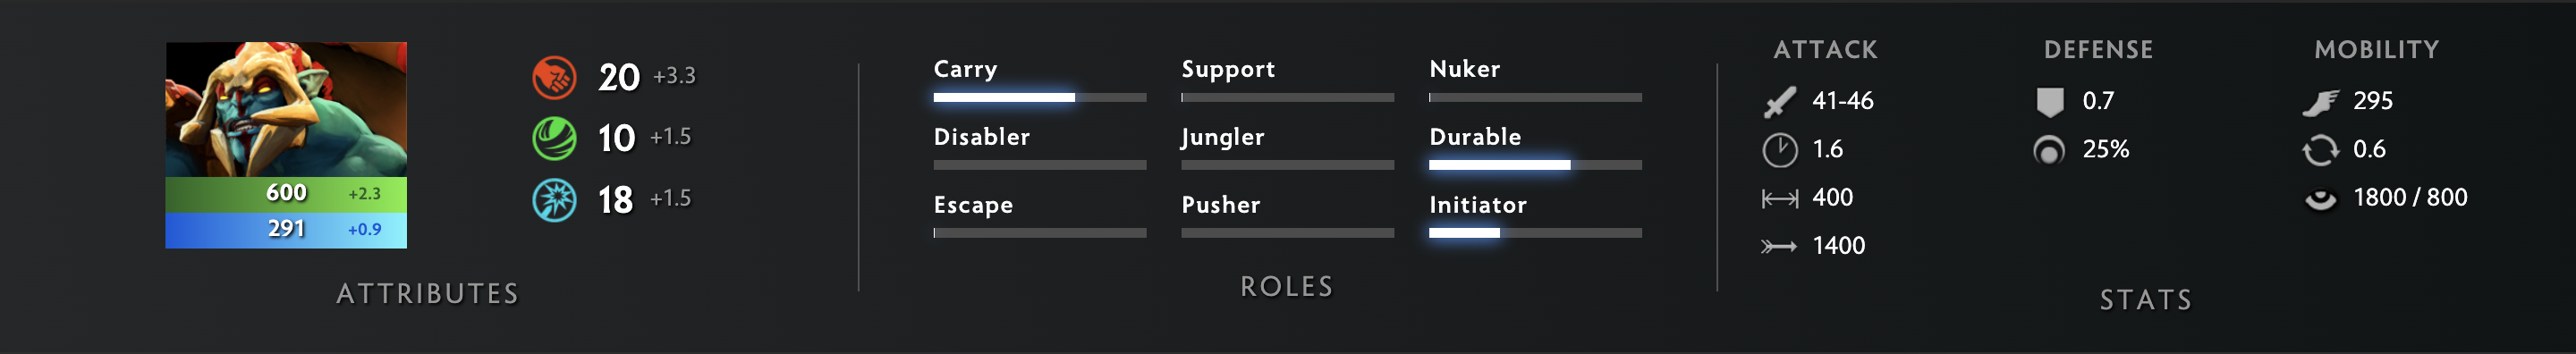 600 +2.3
291 +0.9
20 +3.3
10 +1.5
18 +1.5
ATTRIBUTES
Carry Support Nuker
Disabler Jungler Durable
Escape Pusher Initiator
ROLES
ATTACK
41-46
1.6
400
1400
DEFENSE
0.7
25%
MOBILITY
295
0.6
1800 / 800
STATS